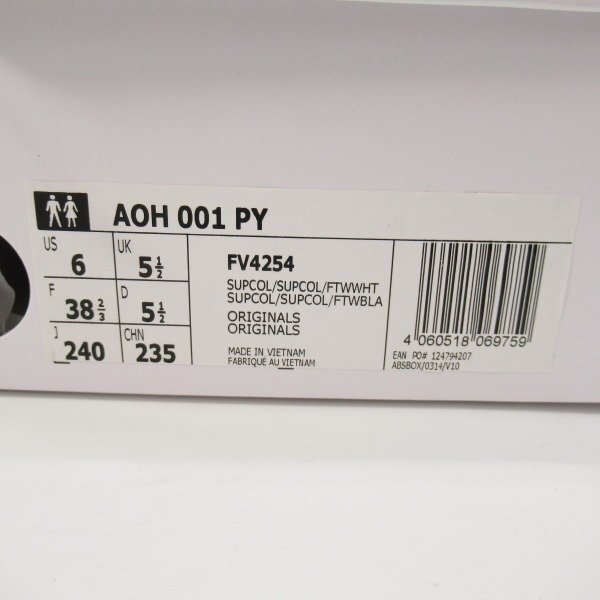 AOH 001 PY
US 6 UK 5 1/2
F 38 2/3 D 5 1/2
J 240 CHN 235
FV4254
SUPCOL/SUPCOL/FTWWHT
SUPCOL/SUPCOL/FTWBLA
ORIGINALS
ORIGINALS
MADE IN VIETNAM
FABRIQUE AU VIETNAM
4 060518 069759
EAN PO# 124794207
ABSBOX/0314/V10